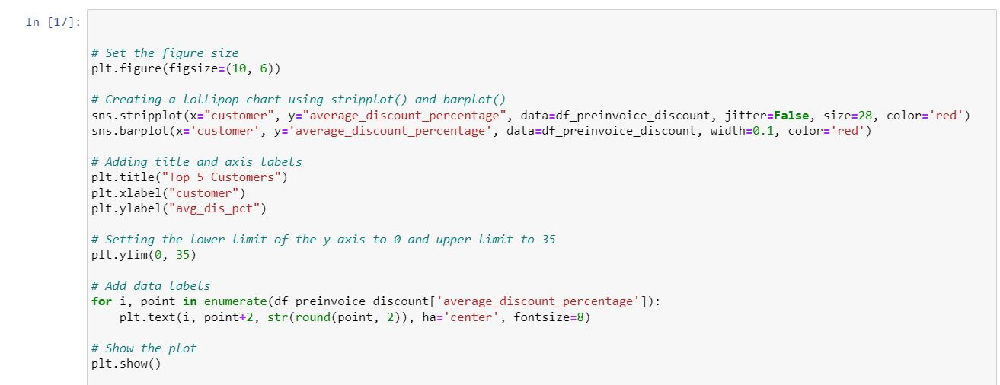 In [17]:
# Set the figure size
plt.figure(figsize=(10, 6))
# Creating a lollipop chart using stripplot() and barplot()
sns.stripplot(x="customer", y="average_discount_percentage", data=df_preinvoice_discount, jitter=False, size=28, color='red')
sns.barplot(x='customer', y='average_discount_percentage', data=df_preinvoice_discount, width=0.1, color='red')
# Adding title and axis labels
plt.title("Top 5 Customers")
plt.xlabel("customer")
plt.ylabel("avg_dis_pct")
# Setting the lower limit of the y-axis to 0 and upper limit to 35
plt.ylim(0, 35)
# Add data labels
for i, point in enumerate(df_preinvoice_discount['average_discount_percentage']):
    plt.text(i, point+2, str(round(point, 2)), ha='center', fontsize=8)
# Show the plot
plt.show()